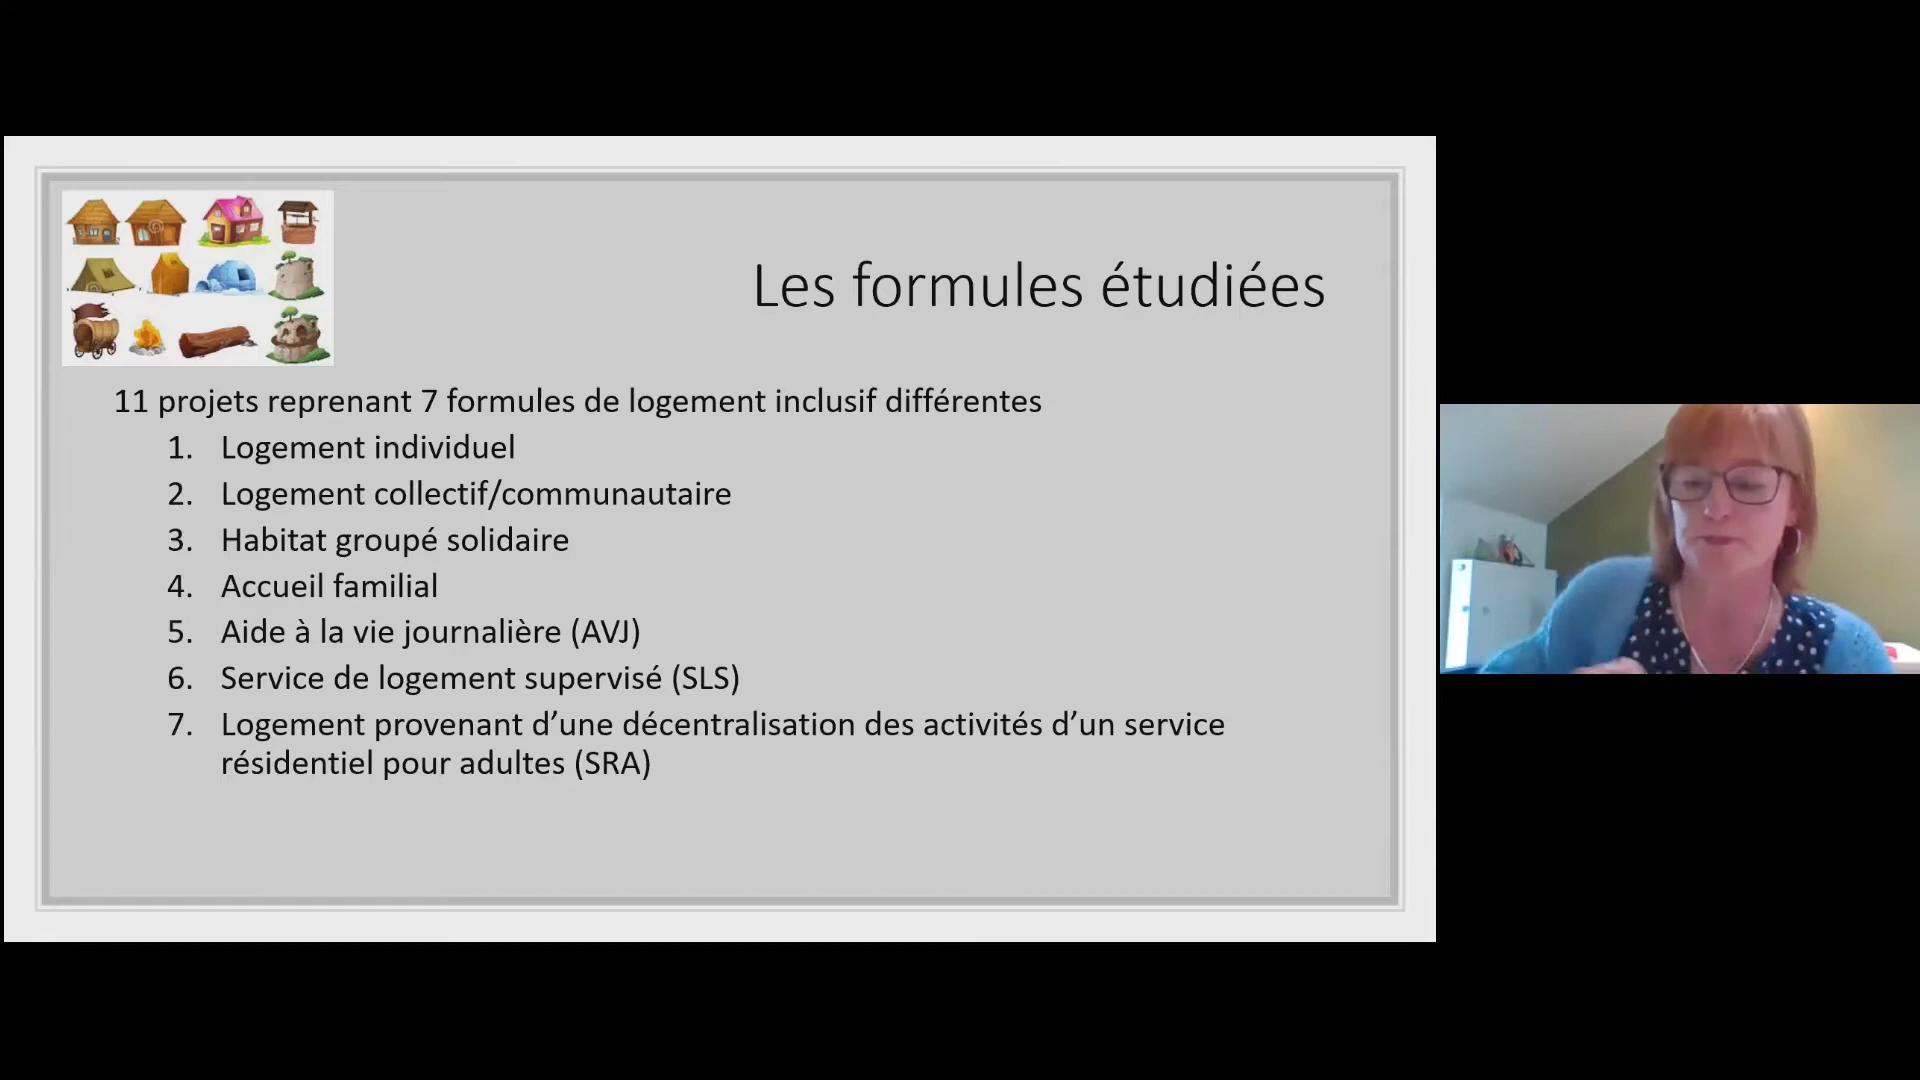 Les formules étudiées
11 projets reprenant 7 formules de logement inclusif différentes
1. Logement individuel
2. Logement collectif/communautaire
3. Habitat groupé solidaire
4. Accueil familial
5. Aide à la vie journalière (AVJ)
6. Service de logement supervisé (SLS)
7. Logement provenant d’une décentralisation des activités d’un service
résidentiel pour adultes (SRA)